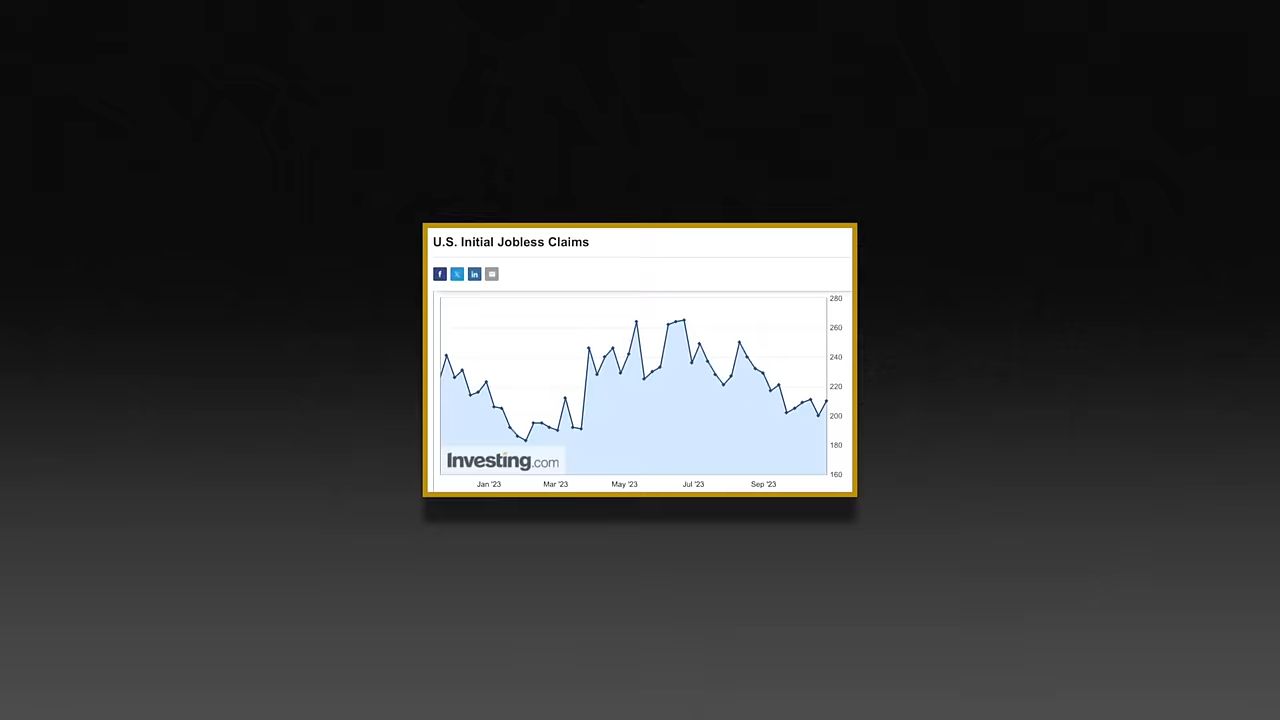 U.S. Initial Jobless Claims
280
260
240
220
200
180
160
Investing.com
Jan '23 Mar '23 May '23 Jul '23 Sep '23